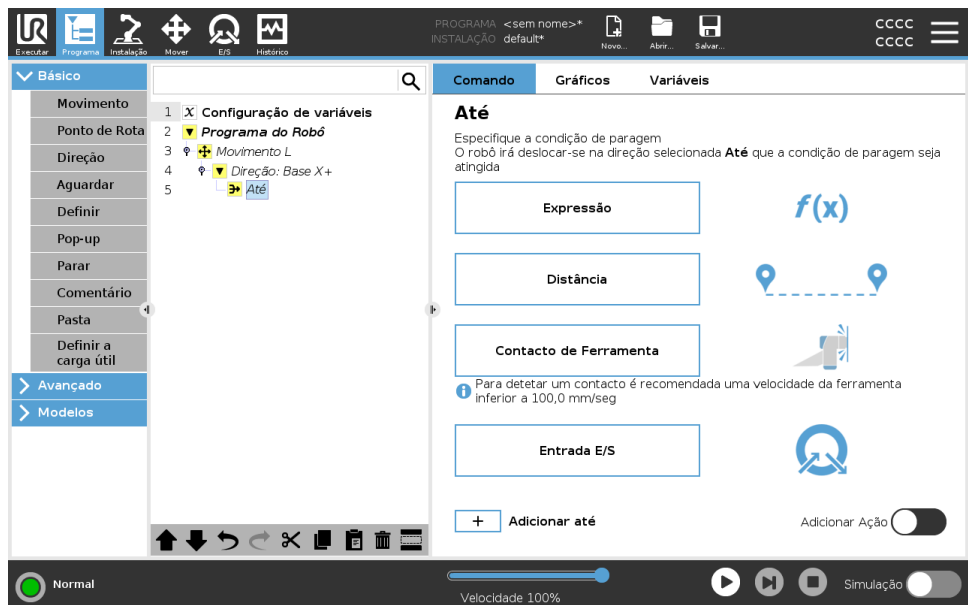 UR
PROGRAMA <sem nome>*
INSTALAÇÃO default*
Executar Programa Instalação Mover E/S Histórico Novo... Abrir... Salvar...
CCCC
CCCC
Básico
Movimento
Ponto de Rota
Direção
Aguardar
Definir
Pop-up
Parar
Comentário
Pasta
Definir a
carga útil
Avançado
Modelos
1 X Configuração de variáveis
2 Programa do Robô
3 Movimento L
4 Direção: Base X+
5 Até
Comando Gráficos Variáveis
Até
Especifique a condição de paragem
O robô irá deslocar-se na direção selecionada Até que a condição de paragem seja
atingida
Expressão
f(x)
Distância
Contacto de Ferramenta
Para detetar um contacto é recomendada uma velocidade da ferramenta
inferior a 100,0 mm/seg
Entrada E/S
+ Adicionar até
Adicionar Ação
Normal
Velocidade 100%
Simulação